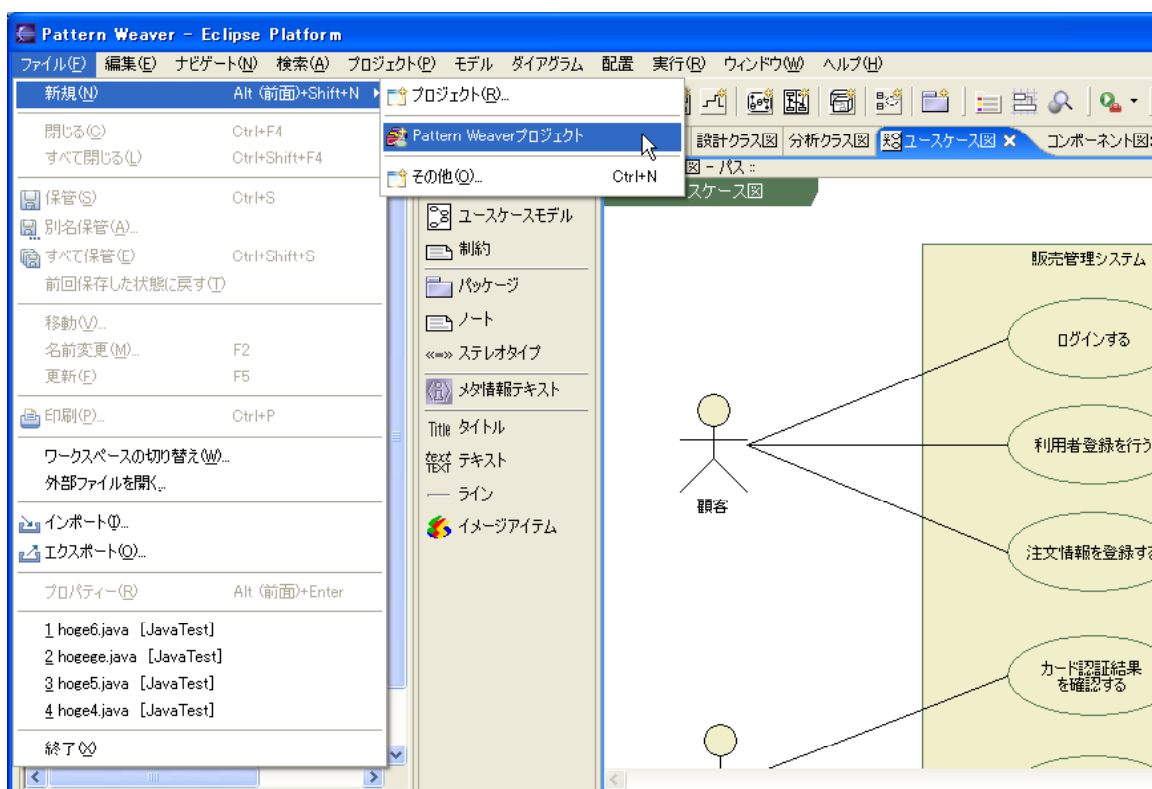 Pattern Weaver - Eclipse Platform
ファイル(F) 編集(E) ナビゲート(N) 検索(A) プロジェクト(P) モデル ダイアグラム 配置 実行(R) ウィンドウ(W) ヘルプ(H)
新規(N) Alt (前面)+Shift+N
閉じる(C) Ctrl+F4
すべて閉じる(L) Ctrl+Shift+F4
保管(S) Ctrl+S
別名保管(A)...
すべて保管(E) Ctrl+Shift+S
前回保存した状態に戻す(T)
移動(V)...
名前変更(M)... F2
更新(F) F5
印刷(P)... Ctrl+P
ワークスペースの切り替え(W)...
外部ファイルを開く...
インポート(I)...
エクスポート(O)...
プロパティー(R) Alt (前面)+Enter
1 hoge6.java [JavaTest]
2 hogege.java [JavaTest]
3 hoge5.java [JavaTest]
4 hoge4.java [JavaTest]
終了(X)
プロジェクト(R)...
Pattern Weaverプロジェクト
その他(O)... Ctrl+N
設計クラス図 分析クラス図 ユースケース図 コンポーネント図
図 - パス :
スケース図
ユースケースモデル
制約
パッケージ
ノート
«=» ステレオタイプ
メタ情報テキスト
Title タイトル
TEXT テキスト
ライン
イメージアイテム
販売管理システム
ログインする
利用者登録を行う
注文情報を登録する
カード認証結果
を確認する
顧客